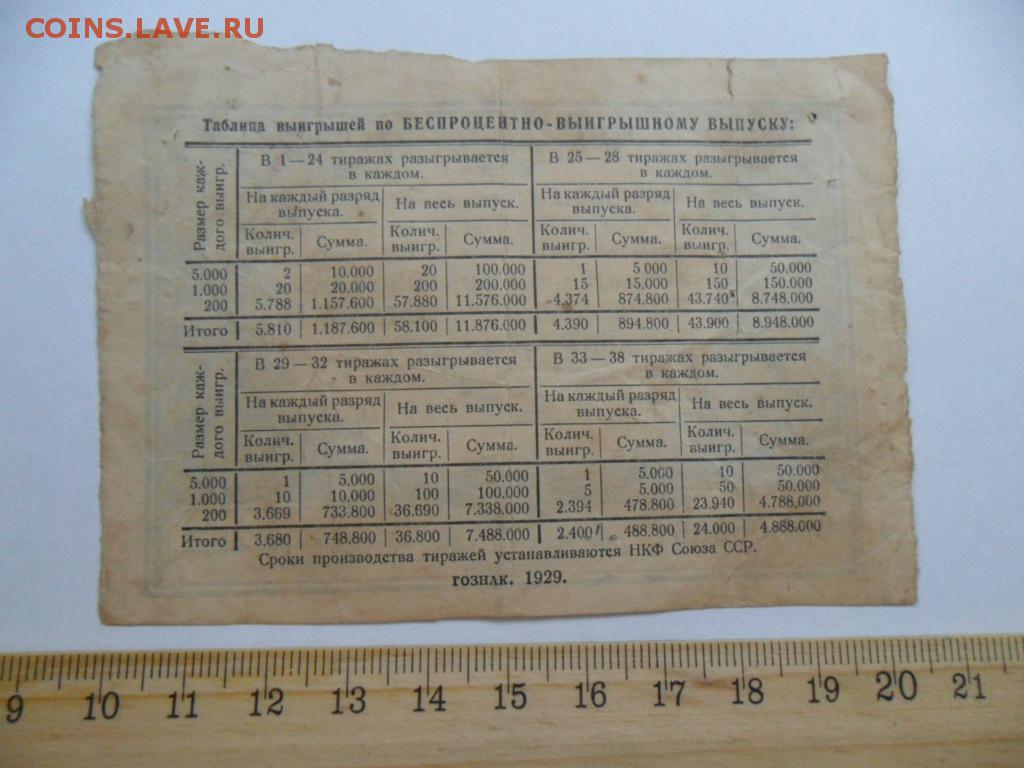 COINS.LAVE.RU
Таблица выигрышей по БЕСПРОЦЕНТНО-ВЫИГРЫШНОМУ ВЫПУСКУ:
Размер каж-
дого выигр.
В 1—24 тиражах разыгрывается
в каждом.
В 25—28 тиражах разыгрывается
в каждом.
На каждый разряд
выпуска.
На весь выпуск.
На каждый разряд
выпуска.
На весь выпуск.
Колич.
выигр.
Сумма.
Колич.
выигр.
Сумма.
Колич.
выигр.
Сумма.
Колич.
выигр.
Сумма.
5.000 2 10.000 20 100.000 1 5 000 10 50.000
1.000 20 20.000 200 200.000 15 15.000 150 150.000
200 5.788 1.157.600 57.880 11.576.000 4.374 874.800 43.740 8.748.000
Итого 5.810 1.187.600 58.100 11.876.000 4.390 894.800 43.900 8.948.000
Размер каж-
дого выигр.
В 29—32 тиражах разыгрывается
в каждом.
В 33—38 тиражах разыгрывается
в каждом.
На каждый разряд
выпуска.
На весь выпуск.
На каждый разряд
выпуска.
На весь выпуск.
Колич.
выигр.
Сумма.
Колич.
выигр.
Сумма.
Колич.
выигр.
Сумма.
Колич.
выигр.
Сумма.
5.000 1 5.000 10 50.000 1 5.000 10 50.000
1.000 10 10.000 100 100.000 5 5.000 50 50.000
200 3.669 733.800 36.690 7.338.000 2.394 478.800 23.940 4.788.000
Итого 3.680 748.800 36.800 7.488.000 2.400 488.800 24.000 4.888.000
Сроки производства тиражей устанавливаются НКФ Союза ССР.
ГОЗНАК. 1929.
9 10 11 12 13 14 15 16 17 18 19 20 21